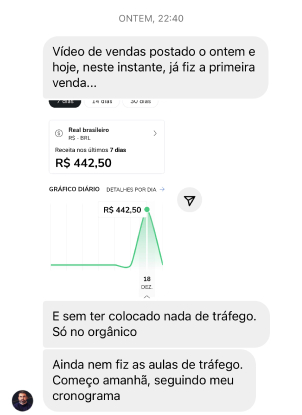 ONTEM, 22:40
Vídeo de vendas postado o ontem e
hoje, neste instante, já fiz a primeira
venda...
7 dias 14 dias 30 dias
Real brasileiro
R$ - BRL
Receita nos últimos 7 dias
R$ 442,50
GRÁFICO DIÁRIO DETALHES POR DIA →
R$ 442,50
18
DEZ.
E sem ter colocado nada de tráfego.
Só no orgânico
Ainda nem fiz as aulas de tráfego.
Começo amanhã, seguindo meu
cronograma